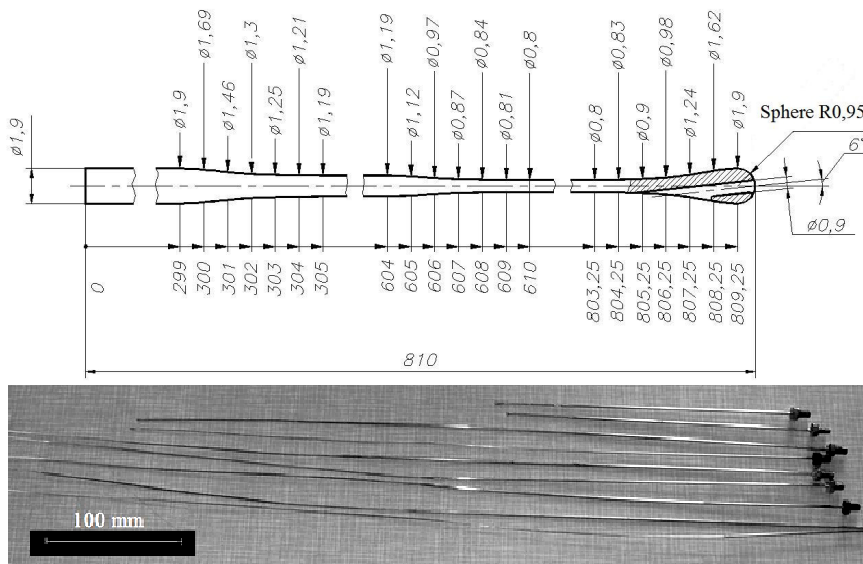 ø1,9
ø1,9
ø1,69
ø1,46
ø1,3
ø1,25
ø1,21
ø1,19
ø1,19
ø1,12
ø0,97
ø0,87
ø0,84
ø0,81
ø0,8
ø0,8
ø0,83
ø0,9
ø0,98
ø1,24
ø1,62
ø1,9
Sphere R0,95
6°
ø0,9
0
299
300
301
302
303
304
305
604
605
606
607
608
609
610
803,25
804,25
805,25
806,25
807,25
808,25
809,25
810
100 mm